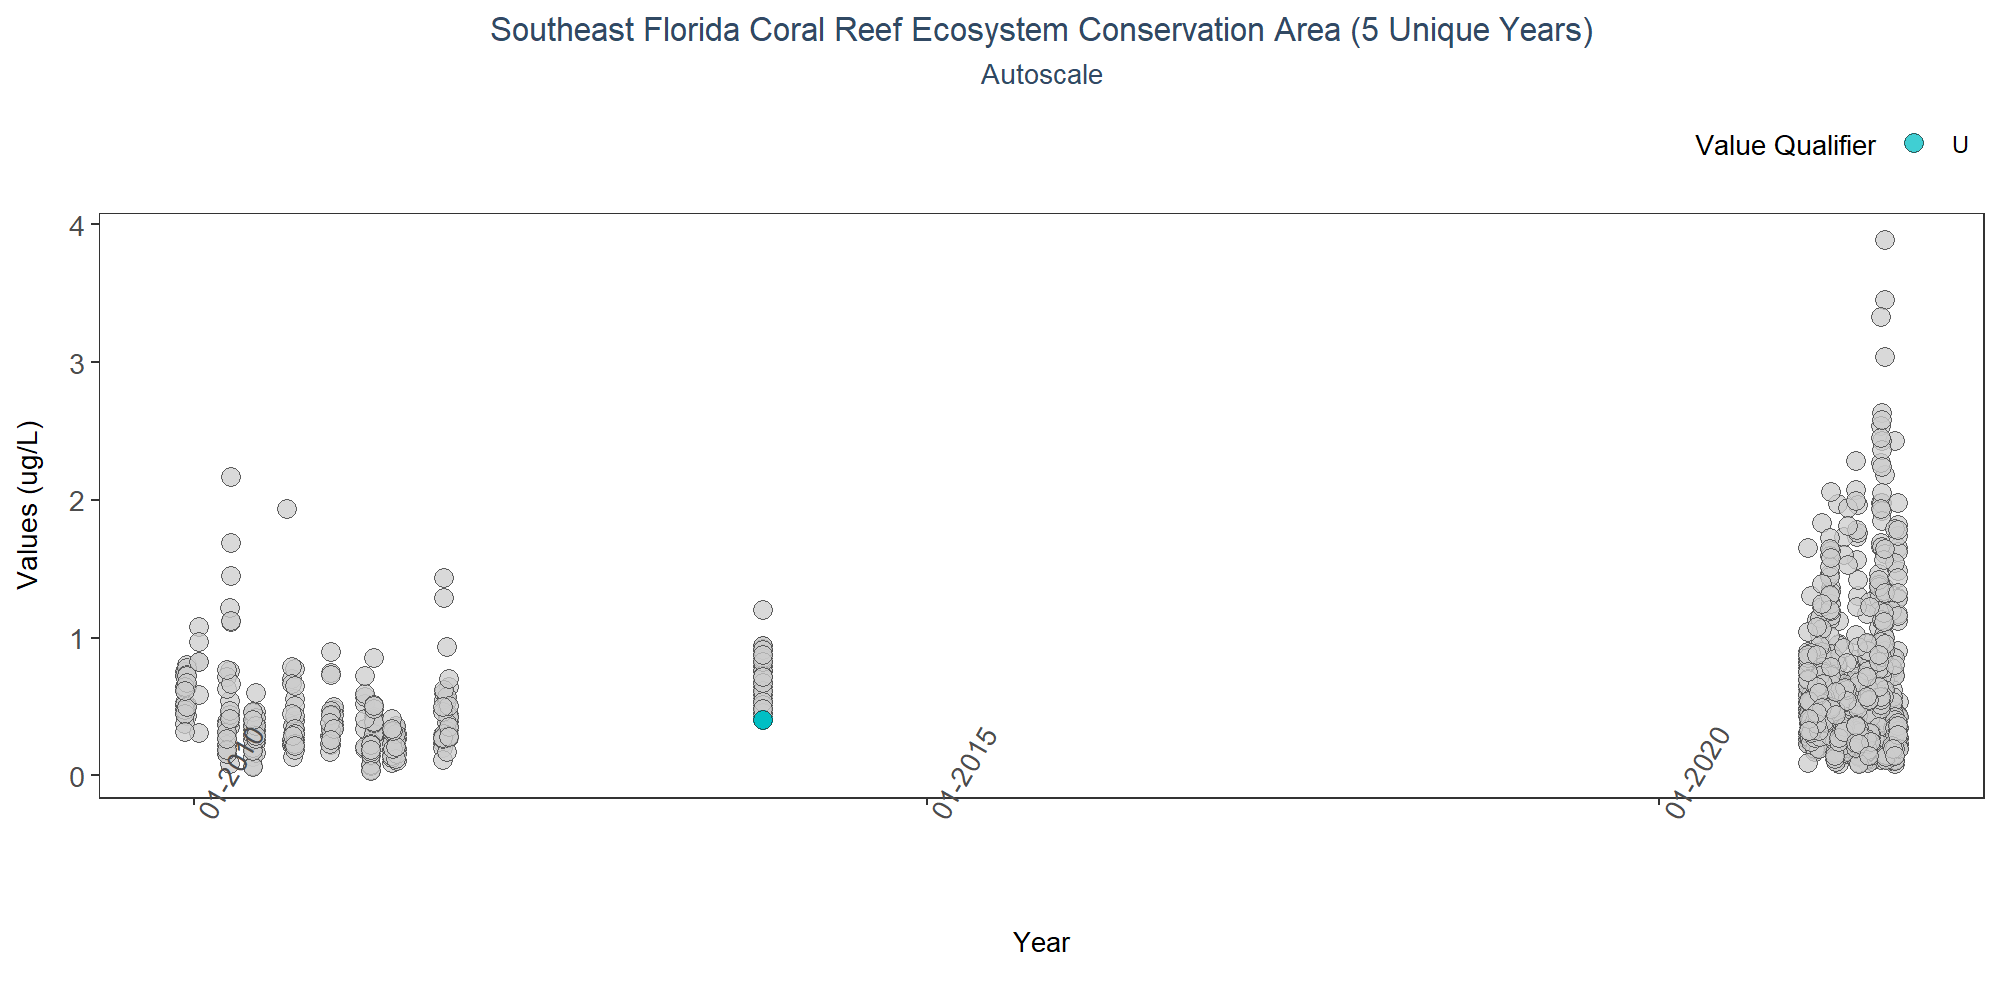 Southeast Florida Coral Reef Ecosystem Conservation Area (5 Unique Years)
Autoscale
Value Qualifier U
Values (ug/L)
4
3
2
1
0
01-2010
01-2015
01-2020
Year